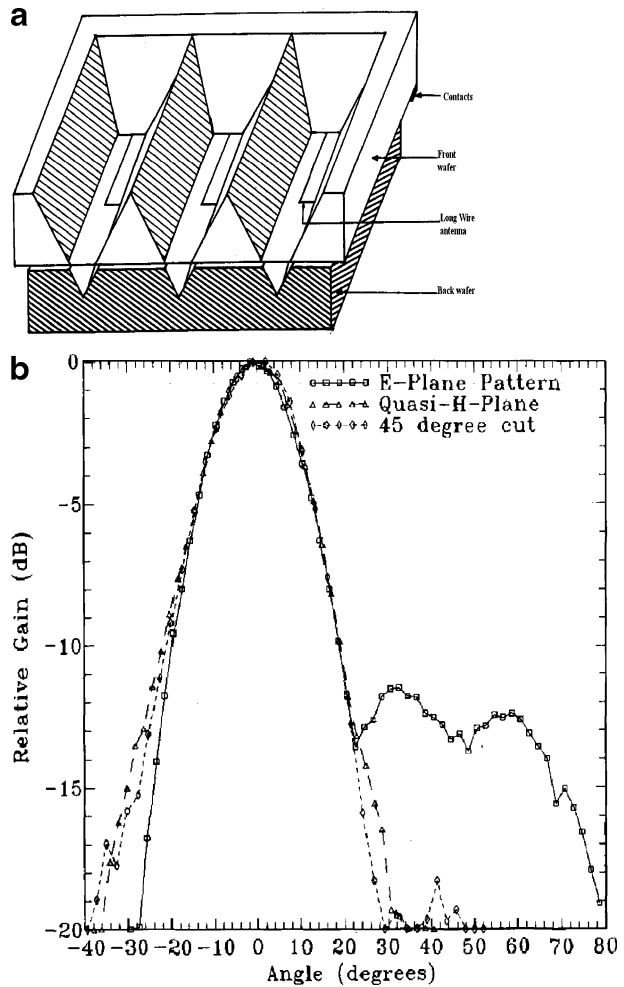 a
Contacts
Front
wafer
Long Wire
antenna
Back wafer
b
E-Plane Pattern
Quasi-H-Plane
45 degree cut
0
-5
-10
-15
-20
Relative Gain (dB)
-40 -30 -20 -10 0 10 20 30 40 50 60 70 80
Angle (degrees)